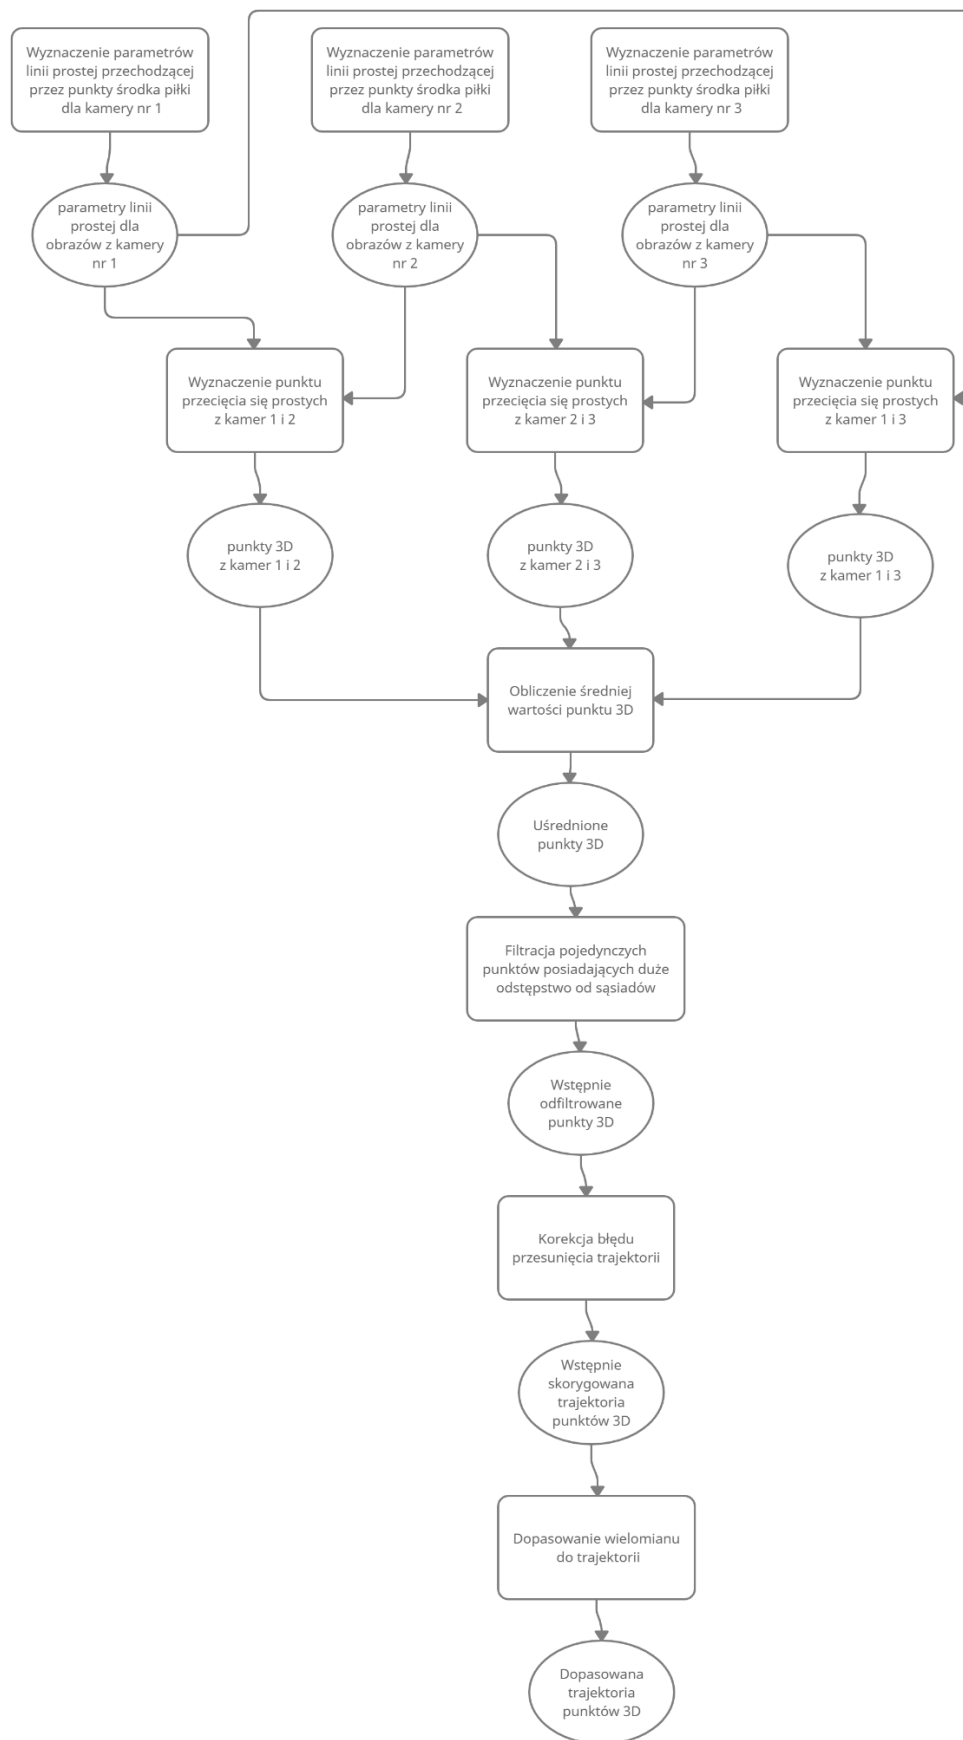 Wyznaczenie parametrów
linii prostej przechodzącej
przez punkty środka piłki
dla kamery nr 1
Wyznaczenie parametrów
linii prostej przechodzącej
przez punkty środka piłki
dla kamery nr 2
Wyznaczenie parametrów
linii prostej przechodzącej
przez punkty środka piłki
dla kamery nr 3
parametry linii
prostej dla
obrazów z kamery
nr 1
parametry linii
prostej dla
obrazów z kamery
nr 2
parametry linii
prostej dla
obrazów z kamery
nr 3
Wyznaczenie punktu
przecięcia się prostych
z kamer 1 i 2
Wyznaczenie punktu
przecięcia się prostych
z kamer 2 i 3
Wyznaczenie punktu
przecięcia się prostych
z kamer 1 i 3
punkty 3D
z kamer 1 i 2
punkty 3D
z kamer 2 i 3
punkty 3D
z kamer 1 i 3
Obliczenie średniej
wartości punktu 3D
Uśrednione
punkty 3D
Filtracja pojedynczych
punktów posiadających duże
odstępstwo od sąsiadów
Wstępnie
odfiltrowane
punkty 3D
Korekcja błędu
przesunięcia trajektorii
Wstępnie
skorygowana
trajektoria
punktów 3D
Dopasowanie wielomianu
do trajektorii
Dopasowana
trajektoria
punktów 3D